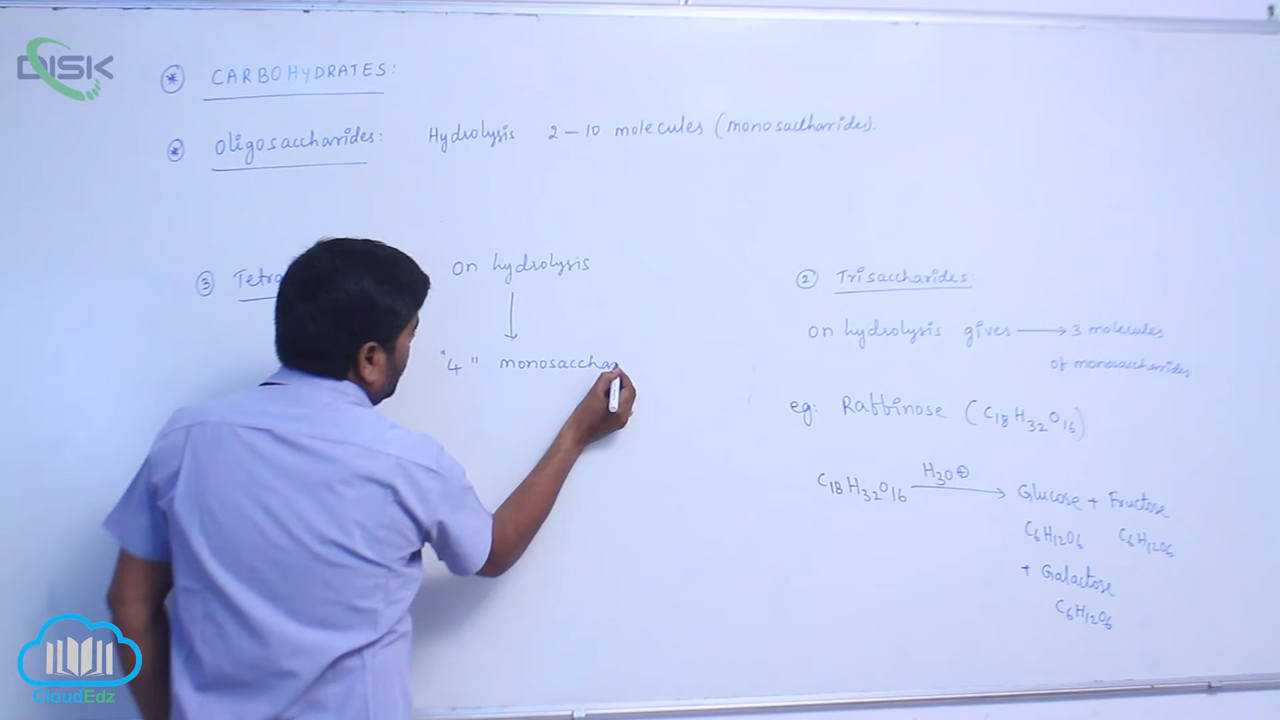 DISK
* CARBOHYDRATES:
* Oligosaccharides: Hydrolysis 2-10 molecules (monosaccharides).
③ Tetra
on hydrolysis
↓
"4" monosacchar
② Trisaccharides:
on hydrolysis gives → 3 molecules
of monosaccharides
eg: Raffinose (C18H32O16)
C18H32O16 H3O⊕ → Glucose + Fructose
C6H12O6 C6H12O6
+ Galactose
C6H12O6
CloudEdz